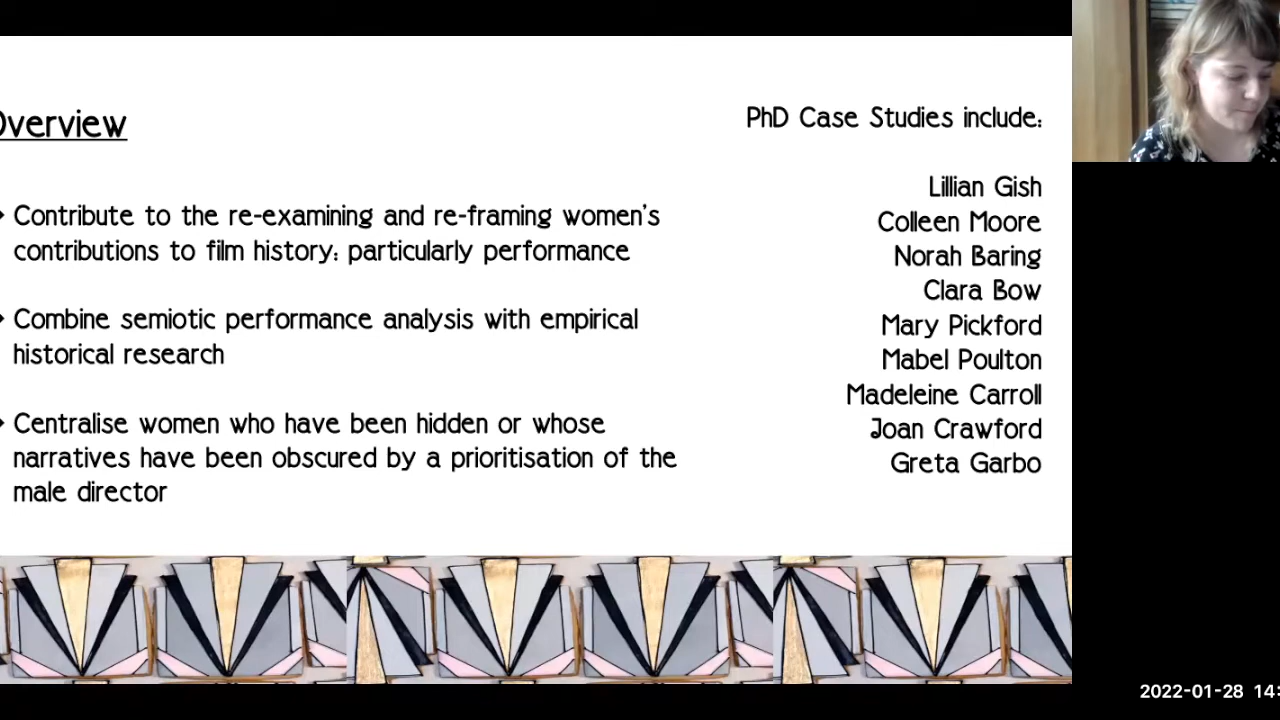 Overview
Contribute to the re-examining and re-framing women's
contributions to film history: particularly performance
Combine semiotic performance analysis with empirical
historical research
Centralise women who have been hidden or whose
narratives have been obscured by a prioritisation of the
male director
PhD Case Studies include:
Lillian Gish
Colleen Moore
Norah Baring
Clara Bow
Mary Pickford
Mabel Poulton
Madeleine Carroll
Joan Crawford
Greta Garbo
2022-01-28 14: